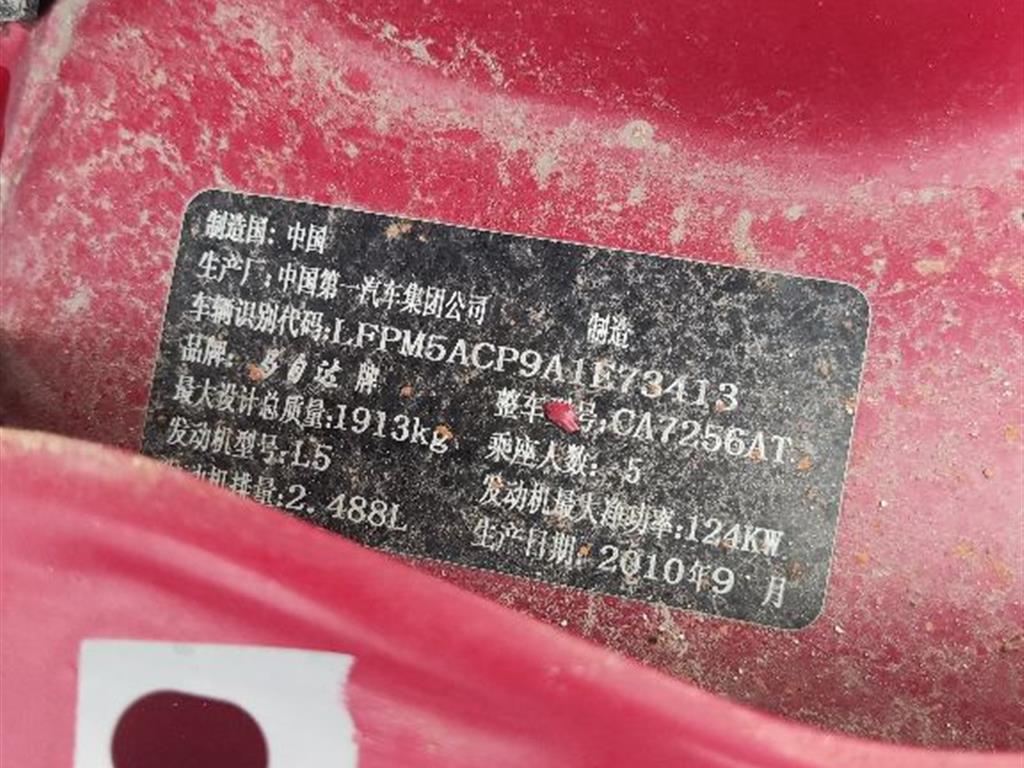 制造国: 中国
生产厂: 中国第一汽车集团公司 制造
车辆识别代码:LFPM5ACP9A1E73413
品牌: 马自达 牌 整车 号:CA7256AT
最大设计总质量:1913kg 乘座人数: 5
发动机型号:L5 发动机最大净功率:124KW
动机排量:2.488L 生产日期: 2010年9 月